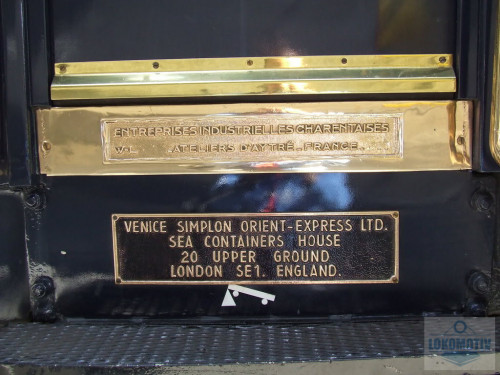 ENTREPRISES INDUSTRIELLES CHARENTAISES
ATELIERS D'AYTRÉ - FRANCE
VENICE SIMPLON ORIENT-EXPRESS LTD.
SEA CONTAINERS HOUSE
20 UPPER GROUND
LONDON SE1. ENGLAND.
LOKOMOTIV